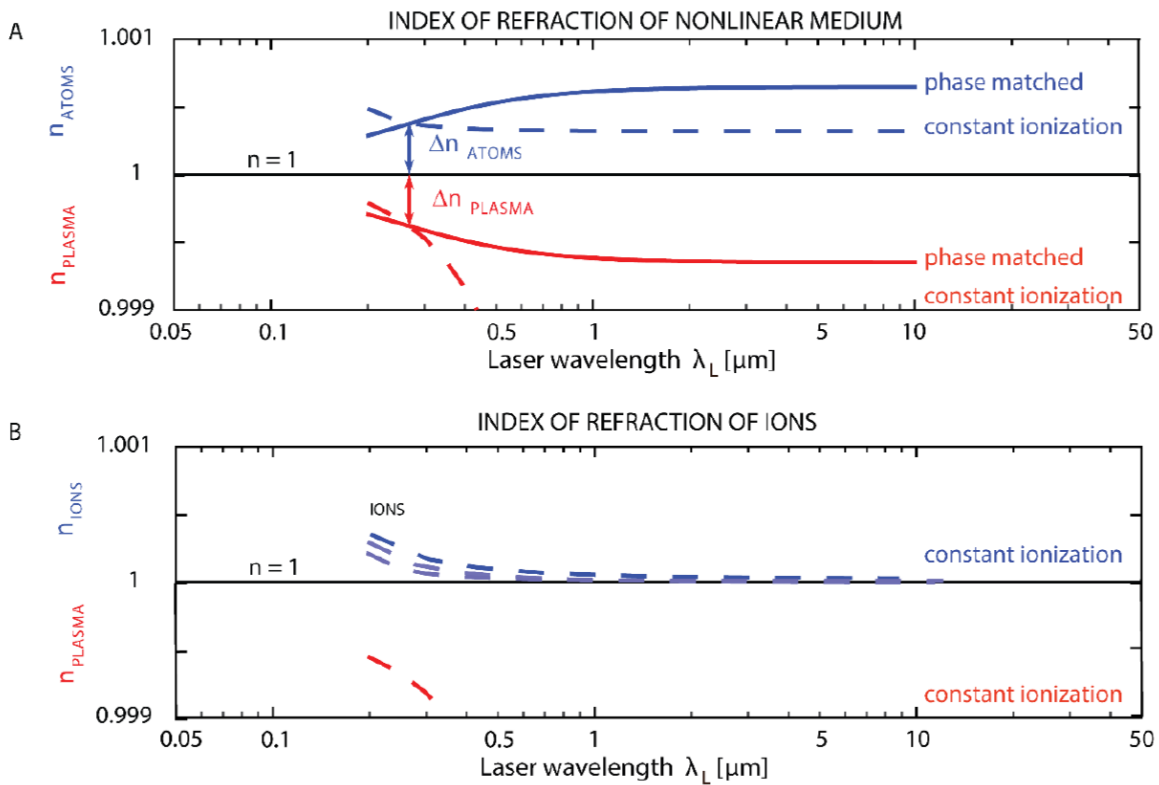 A
INDEX OF REFRACTION OF NONLINEAR MEDIUM
1.001
n ATOMS
phase matched
constant ionization
Δn ATOMS
n = 1
1
Δn PLASMA
n PLASMA
phase matched
constant ionization
0.999
0.05 0.1 0.5 1 5 10 50
Laser wavelength λL [µm]
B
INDEX OF REFRACTION OF IONS
1.001
n IONS
IONS
constant ionization
n = 1
1
n PLASMA
constant ionization
0.999
0.05 0.1 0.5 1 5 10 50
Laser wavelength λL [µm]